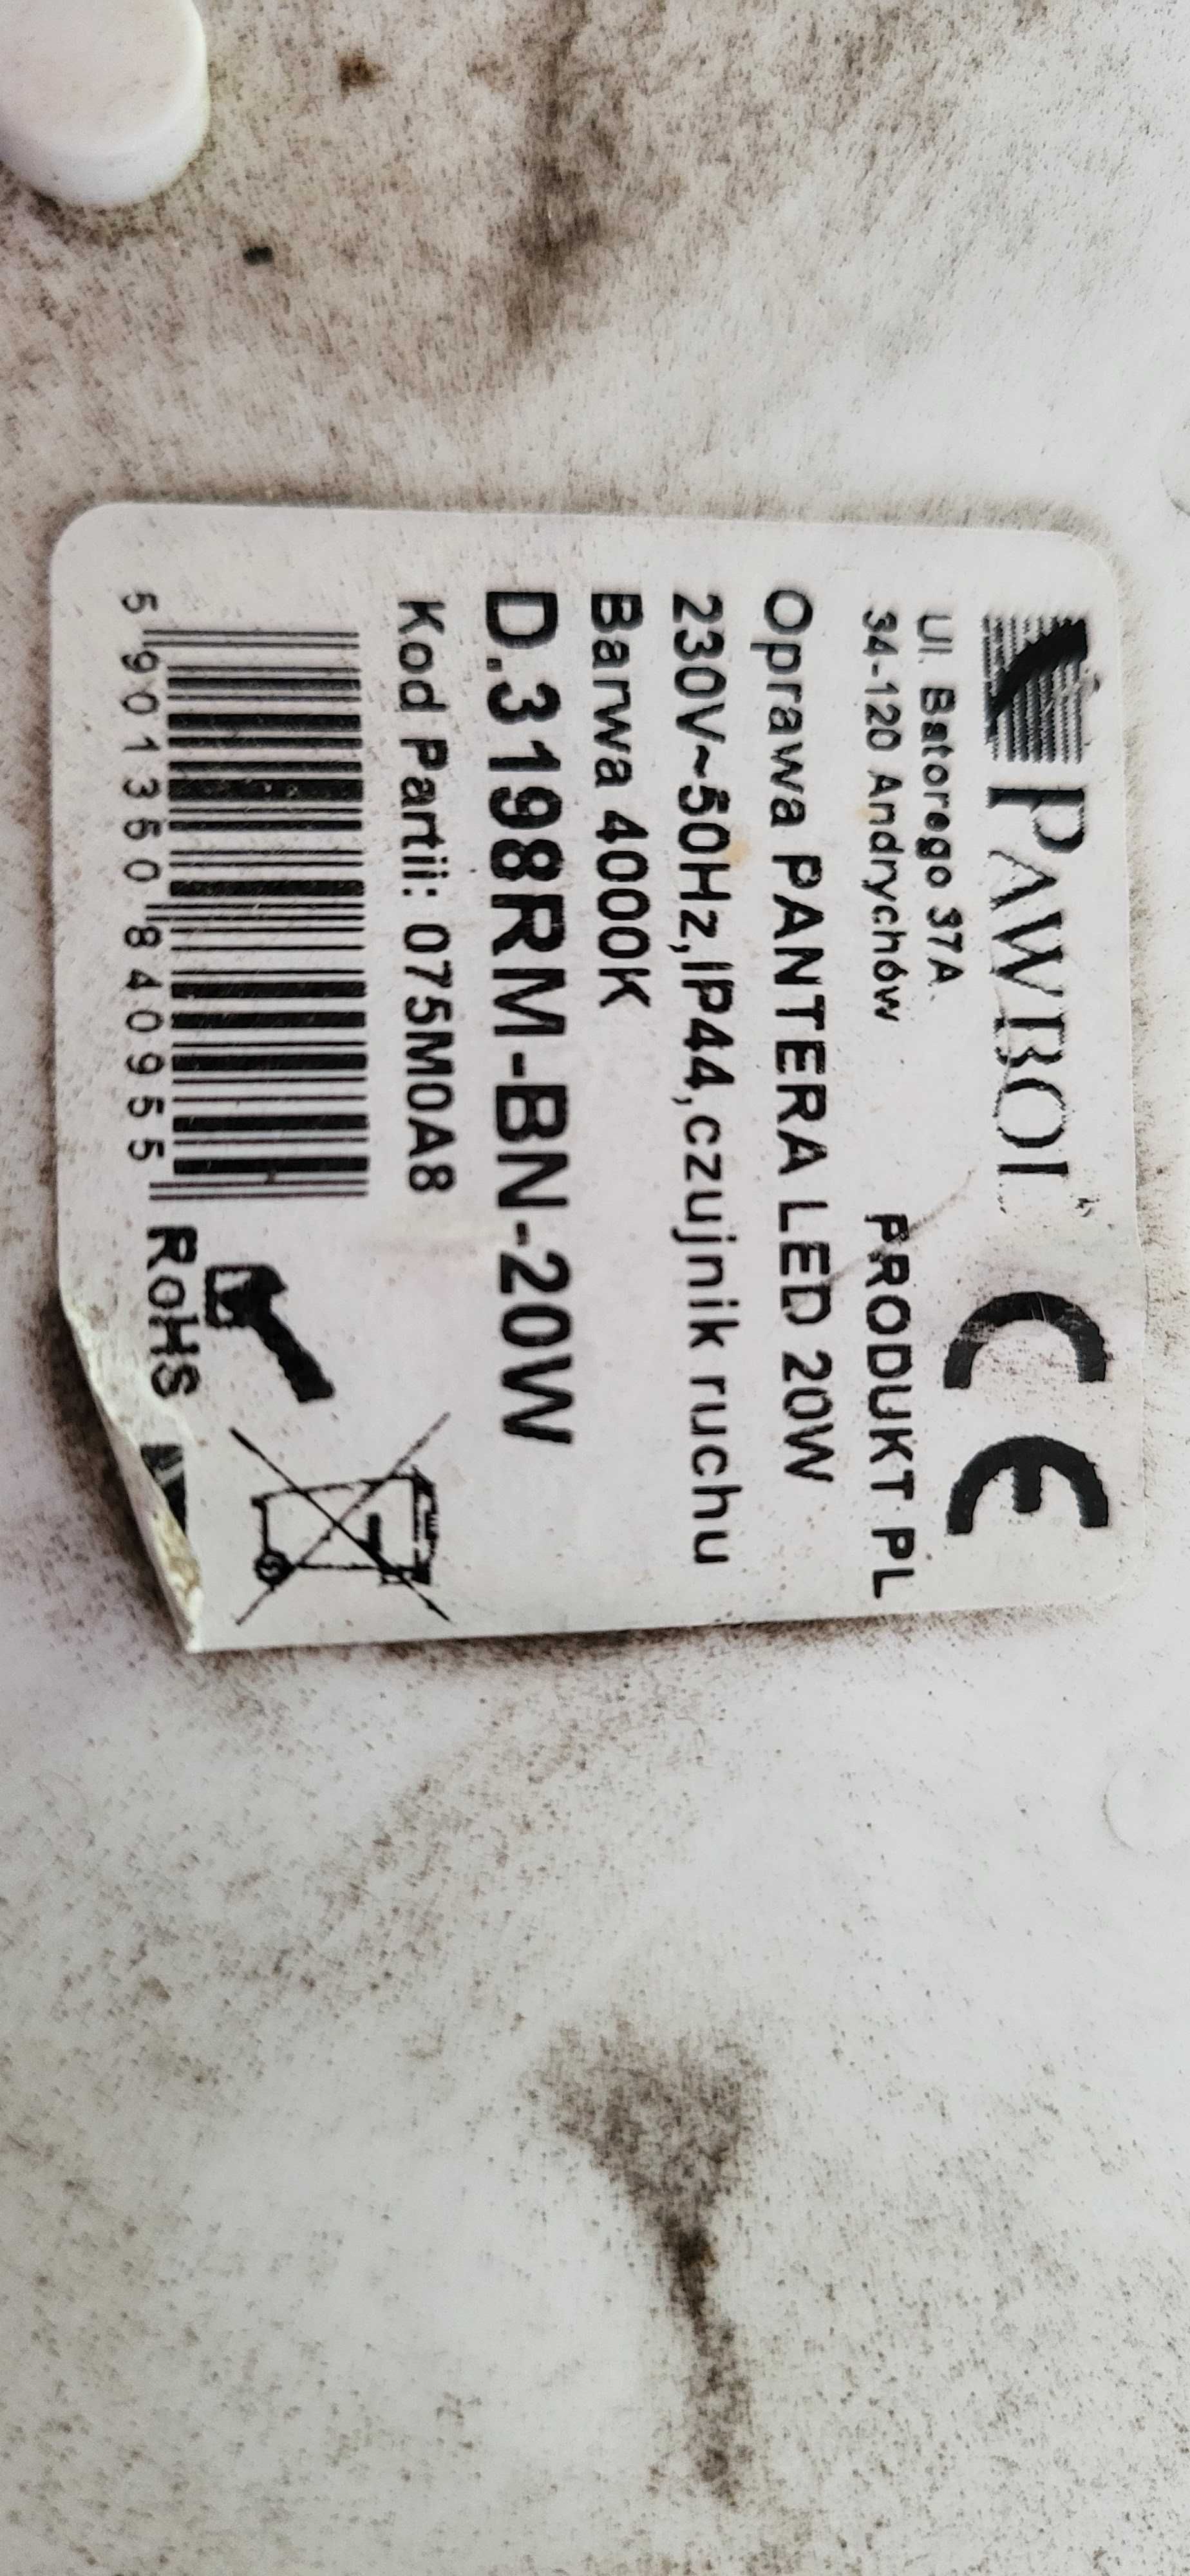 PAWBOL
CE
Ul. Batorego 37A
34-120 Andrychów
PRODUKT PL
Oprawa PANTERA LED 20W
230V~50Hz,IP44,czujnik ruchu
Barwa 4000K
D.3198RM-BN-20W
Kod Partii: 075M0A8
5 901350 840955
RoHS